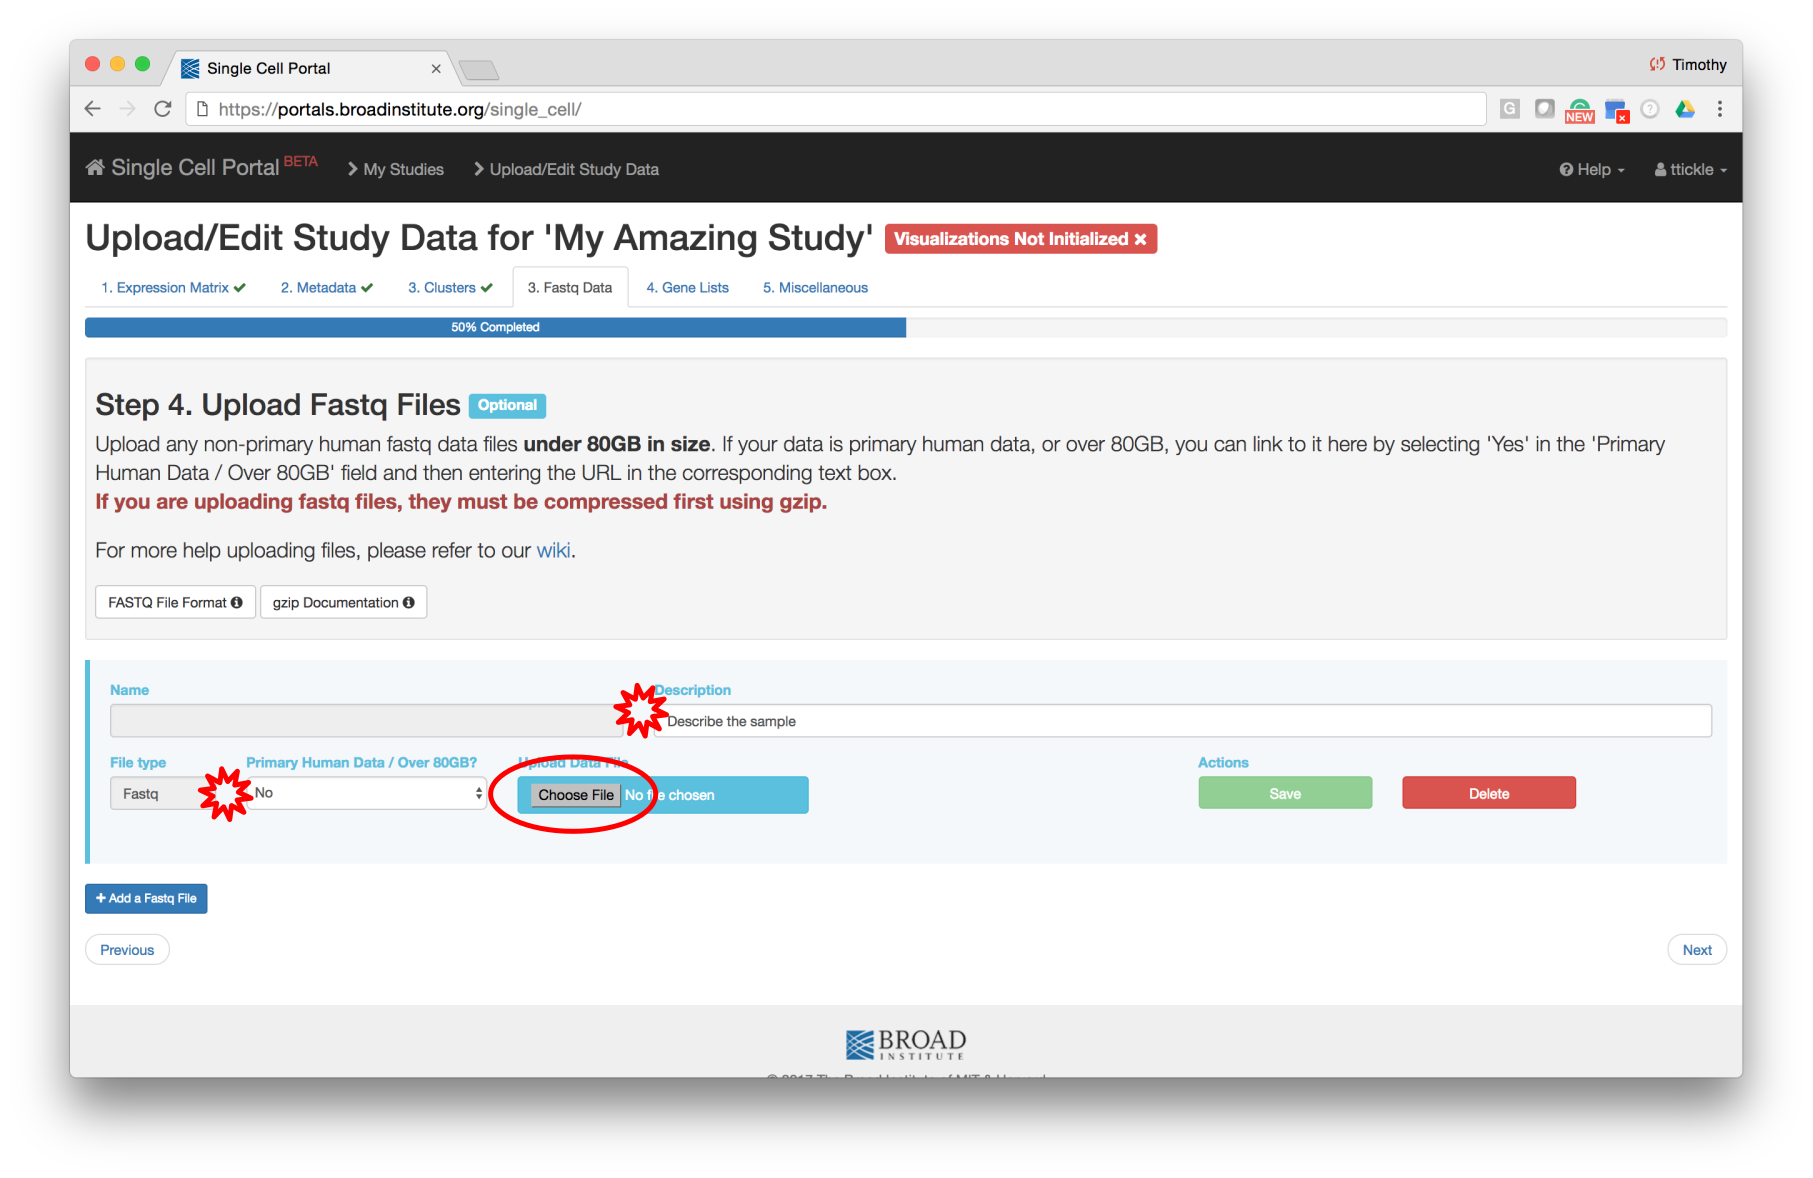 Single Cell Portal ×
Timothy
https://portals.broadinstitute.org/single_cell/
G
NEW
Single Cell Portal BETA
My Studies
Upload/Edit Study Data
Help
ttickle
Upload/Edit Study Data for 'My Amazing Study' Visualizations Not Initialized ✖
1. Expression Matrix ✔
2. Metadata ✔
3. Clusters ✔
3. Fastq Data
4. Gene Lists
5. Miscellaneous
50% Completed
Step 4. Upload Fastq Files Optional
Upload any non-primary human fastq data files under 80GB in size. If your data is primary human data, or over 80GB, you can link to it here by selecting 'Yes' in the 'Primary
Human Data / Over 80GB' field and then entering the URL in the corresponding text box.
If you are uploading fastq files, they must be compressed first using gzip.
For more help uploading files, please refer to our wiki.
FASTQ File Format
gzip Documentation
Name
Description
Describe the sample
File type
Primary Human Data / Over 80GB?
Upload Data File
Actions
Fastq
No
Choose File No file chosen
Save
Delete
+ Add a Fastq File
Previous
Next
BROAD
INSTITUTE